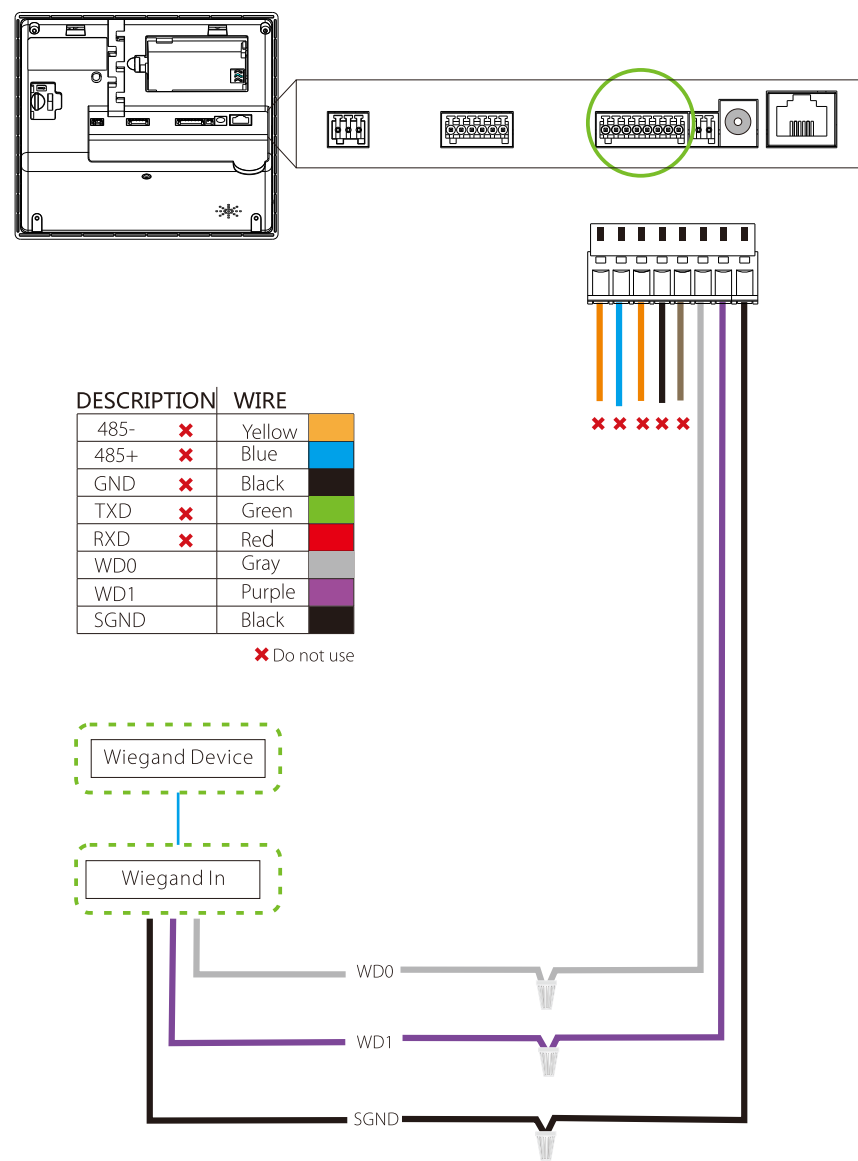 DESCRIPTION WIRE
485- Yellow
485+ Blue
GND Black
TXD Green
RXD Red
WD0 Gray
WD1 Purple
SGND Black
Do not use
Wiegand Device
Wiegand In
WD0
WD1
SGND